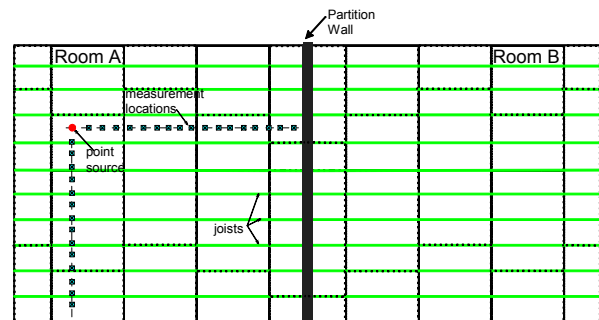 Partition
Wall
Room A
Room B
measurement
locations
point
source
joists